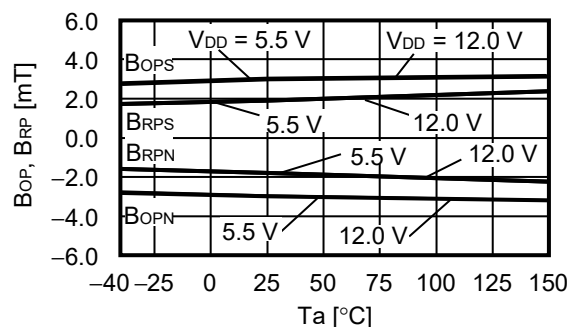 6.0
VDD = 5.5 V
VDD = 12.0 V
BOPS
4.0
2.0
BRPS
5.5 V
12.0 V
0.0
BRPN
5.5 V
12.0 V
−2.0
BOPN
5.5 V
12.0 V
−4.0
−6.0
BOP, BRP [mT]
−40 −25 0 25 50 75 100 125 150
Ta [°C]